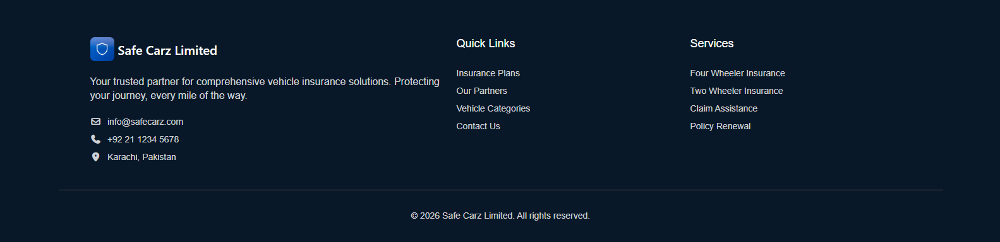 Safe Carz Limited
Your trusted partner for comprehensive vehicle insurance solutions. Protecting
your journey, every mile of the way.
info@safecarz.com
+92 21 1234 5678
Karachi, Pakistan
Quick Links
Insurance Plans
Our Partners
Vehicle Categories
Contact Us
Services
Four Wheeler Insurance
Two Wheeler Insurance
Claim Assistance
Policy Renewal
© 2026 Safe Carz Limited. All rights reserved.